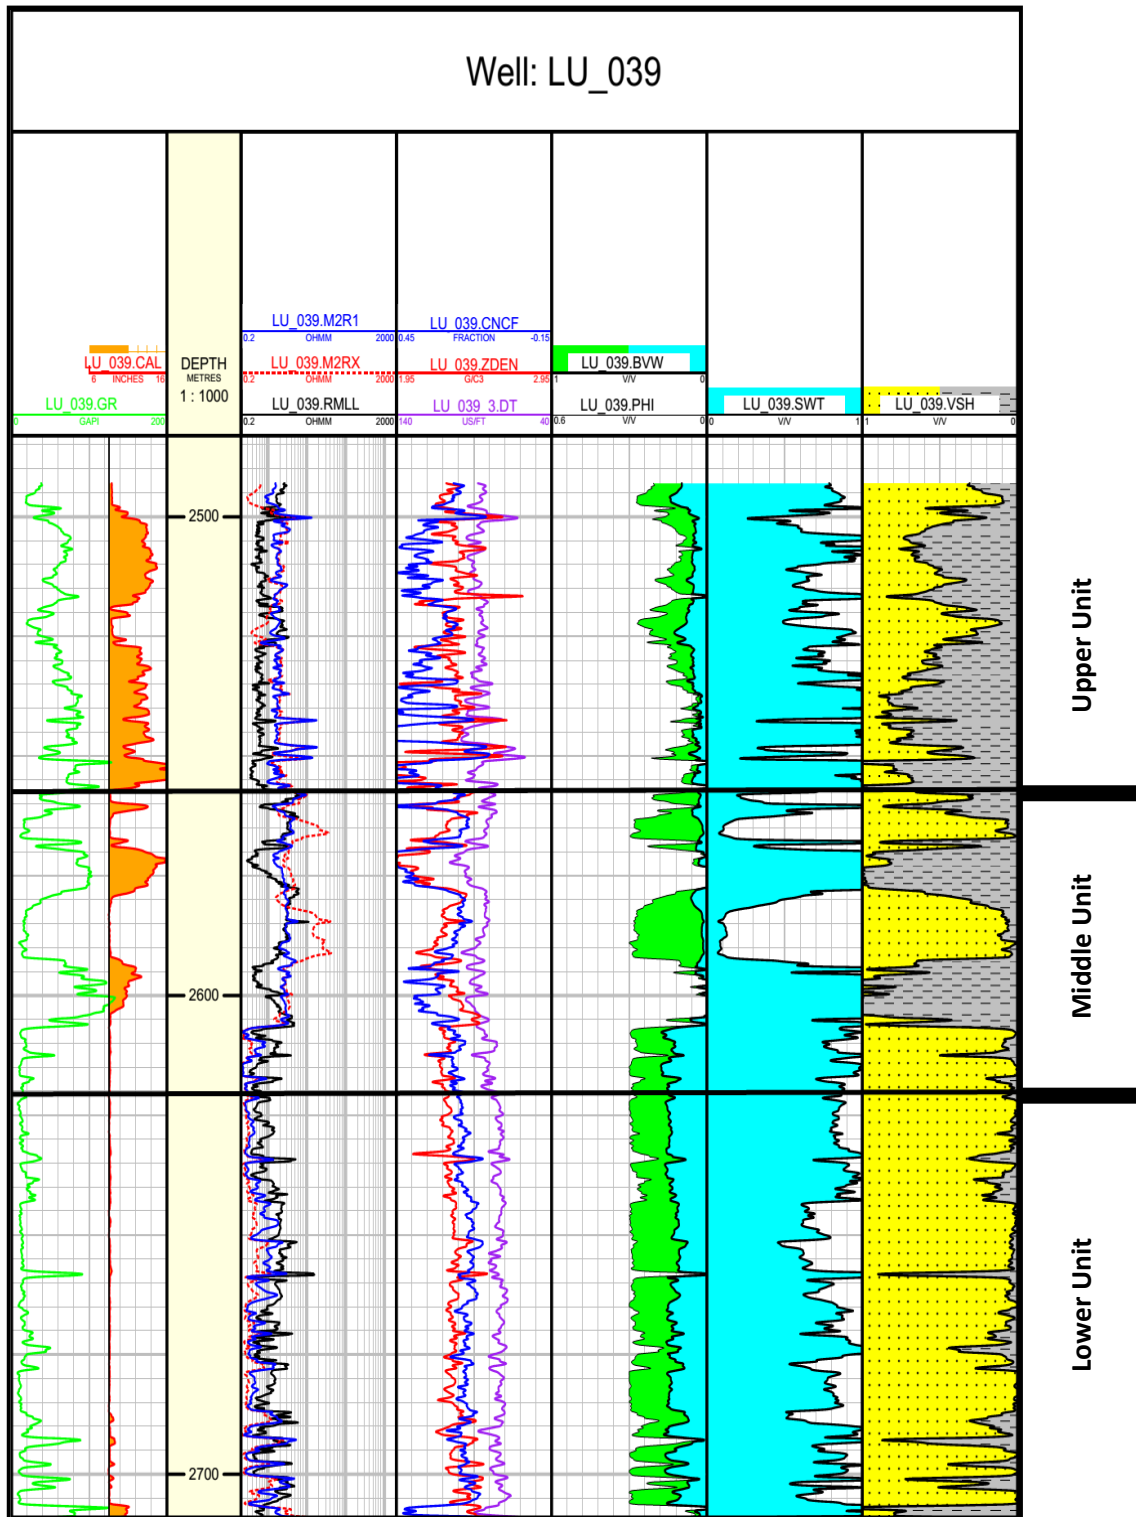 Well: LU_039
LU_039.CAL
6 INCHES 16
LU_039.GR
0 GAPI 200
DEPTH
METRES
1 : 1000
LU_039.M2R1
0.2 OHMM 2000
LU_039.M2RX
0.2 OHMM 2000
LU_039.RMLL
0.2 OHMM 2000
LU_039.CNCF
0.45 FRACTION -0.15
LU_039.ZDEN
1.95 G/C3 2.95
LU_039_3.DT
140 US/FT 40
LU_039.BVW
1 V/V 0
LU_039.PHI
0.6 V/V 0
LU_039.SWT
0 V/V 1
LU_039.VSH
1 V/V 0
2500
2600
2700
Upper Unit
Middle Unit
Lower Unit